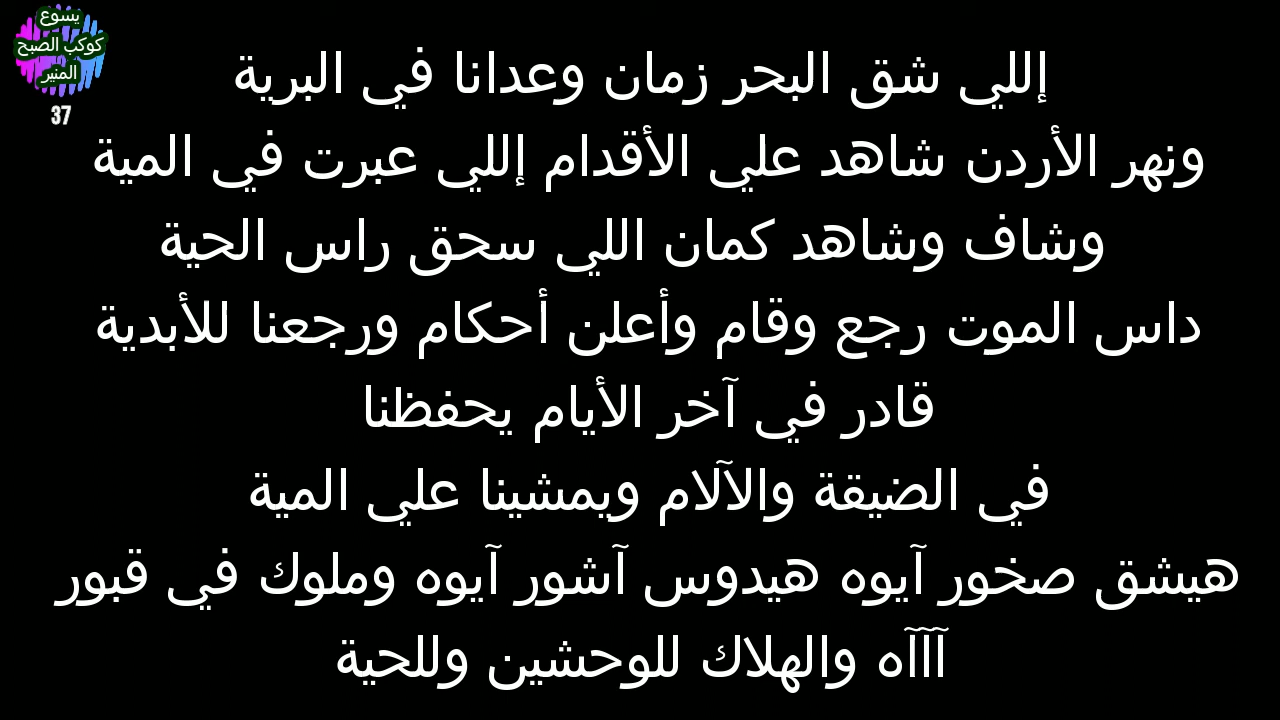 يسوع
كوكب الصبح
المنير
37
إللي شق البحر زمان وعدانا في البرية
ونهر الأردن شاهد علي الأقدام إللي عبرت في المية
وشاف وشاهد كمان اللي سحق راس الحية
داس الموت رجع وقام وأعلن أحكام ورجعنا للأبدية
قادر في آخر الأيام يحفظنا
في الضيقة والآلام ويمشينا علي المية
هيشق صخور آيوه هيدوس آشور آيوه وملوك في قبور
آآآه والهلاك للوحشين وللحية